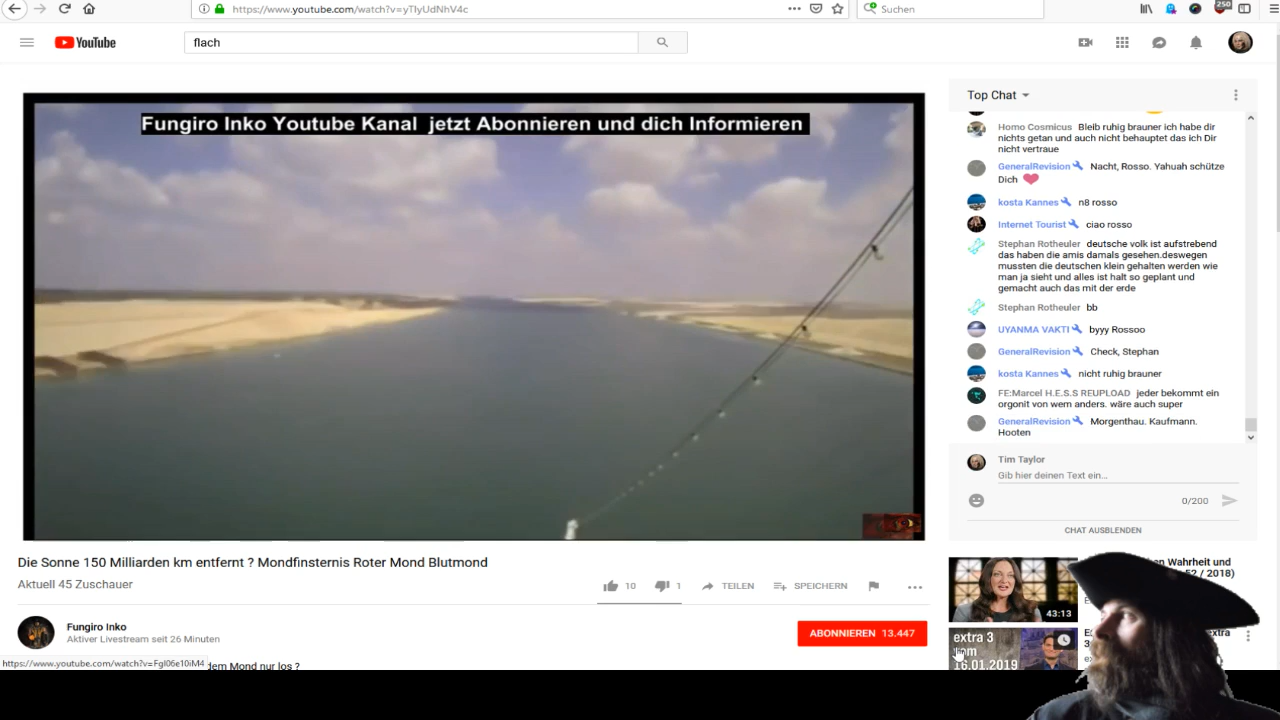 https://www.youtube.com/watch?v=yTIyUdNhV4c
Suchen
250
YouTube
flach
Fungiro Inko Youtube Kanal jetzt Abonnieren und dich Informieren
Die Sonne 150 Milliarden km entfernt ? Mondfinsternis Roter Mond Blutmond
Aktuell 45 Zuschauer
10
1
TEILEN
SPEICHERN
Fungiro Inko
Aktiver Livestream seit 26 Minuten
ABONNIEREN 13.447
dem Mond nur los ?
https://www.youtube.com/watch?v=FgI06e10iM4
Top Chat
Homo Cosmicus Bleib ruhig brauner ich habe dir
nichts getan und auch nicht behauptet das ich Dir
nicht vertraue
GeneralRevision Nacht, Rosso. Yahuah schütze
Dich
kosta Kannes n8 rosso
Internet Tourist ciao rosso
Stephan Rotheuler deutsche volk ist aufstrebend
das haben die amis damals gesehen.deswegen
mussten die deutschen klein gehalten werden wie
man ja sieht und alles ist halt so geplant und
gemacht auch das mit der erde
Stephan Rotheuler bb
UYANMA VAKTI byyy Rossoo
GeneralRevision Check, Stephan
kosta Kannes nicht ruhig brauner
FE:Marcel H.E.S.S REUPLOAD jeder bekommt ein
orgonit von wem anders. wäre auch super
GeneralRevision Morgenthau. Kaufmann.
Hooten
Tim Taylor
Gib hier deinen Text ein...
0/200
CHAT AUSBLENDEN
43:13
Wahrheit und
52 / 2018)
extra 3
vom
16.01.2019
extra